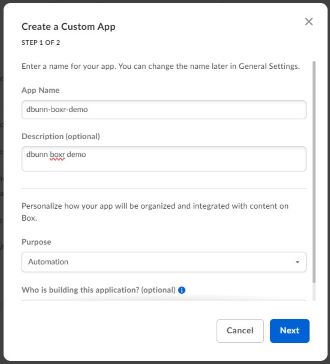 Create a Custom App
STEP 1 OF 2
Enter a name for your app. You can change the name later in General Settings.
App Name
dbunn-boxr-demo
Description (optional)
dbunn boxr demo
Personalize how your app will be organized and integrated with content on
Box.
Purpose
Automation
Who is building this application? (optional)
Cancel
Next